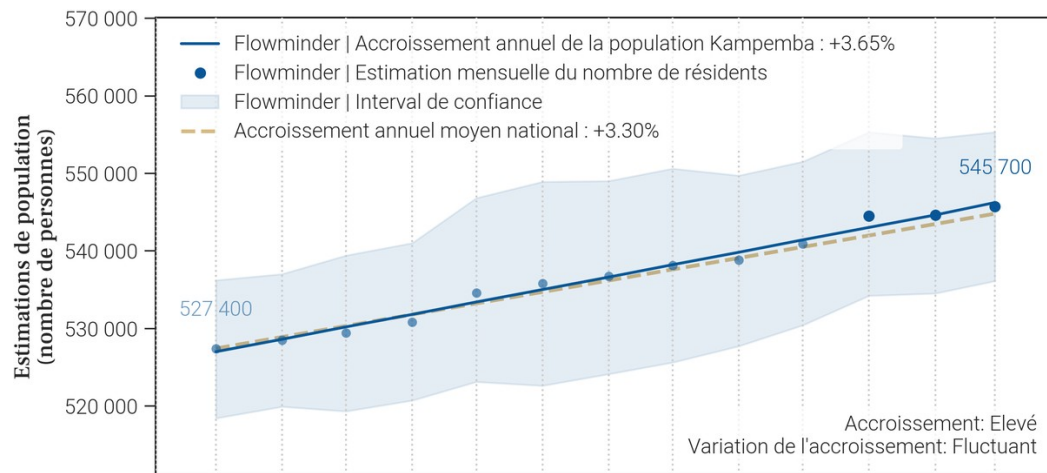 570 000
560 000
550 000
540 000
530 000
520 000
Estimations de population
(nombre de personnes)
Flowminder | Accroissement annuel de la population Kampemba : +3.65%
Flowminder | Estimation mensuelle du nombre de résidents
Flowminder | Interval de confiance
Accroissement annuel moyen national : +3.30%
545 700
527 400
Accroissement: Elevé
Variation de l'accroissement: Fluctuant